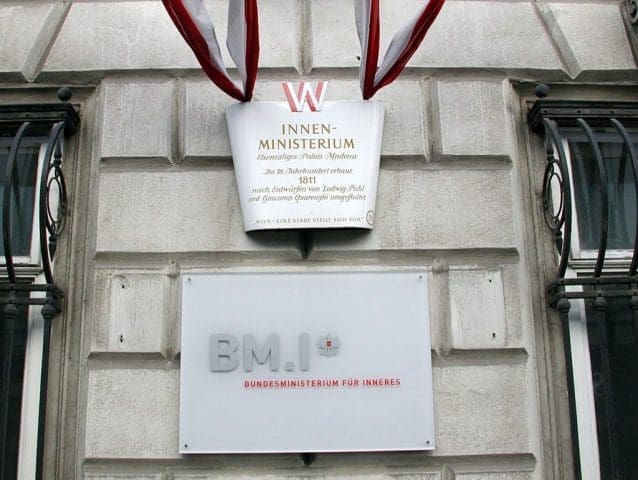 W
INNEN-
MINISTERIUM
Ehemaliges Palais Modena
Im 16. Jahrhundert erbaut,
1811
nach Entwürfen von Ludwig Pichl
und Giacomo Quarenghi umgestaltet
"WIEN - EINE STADT STELLT SICH VOR"
BM.I
BUNDESMINISTERIUM FÜR INNERES